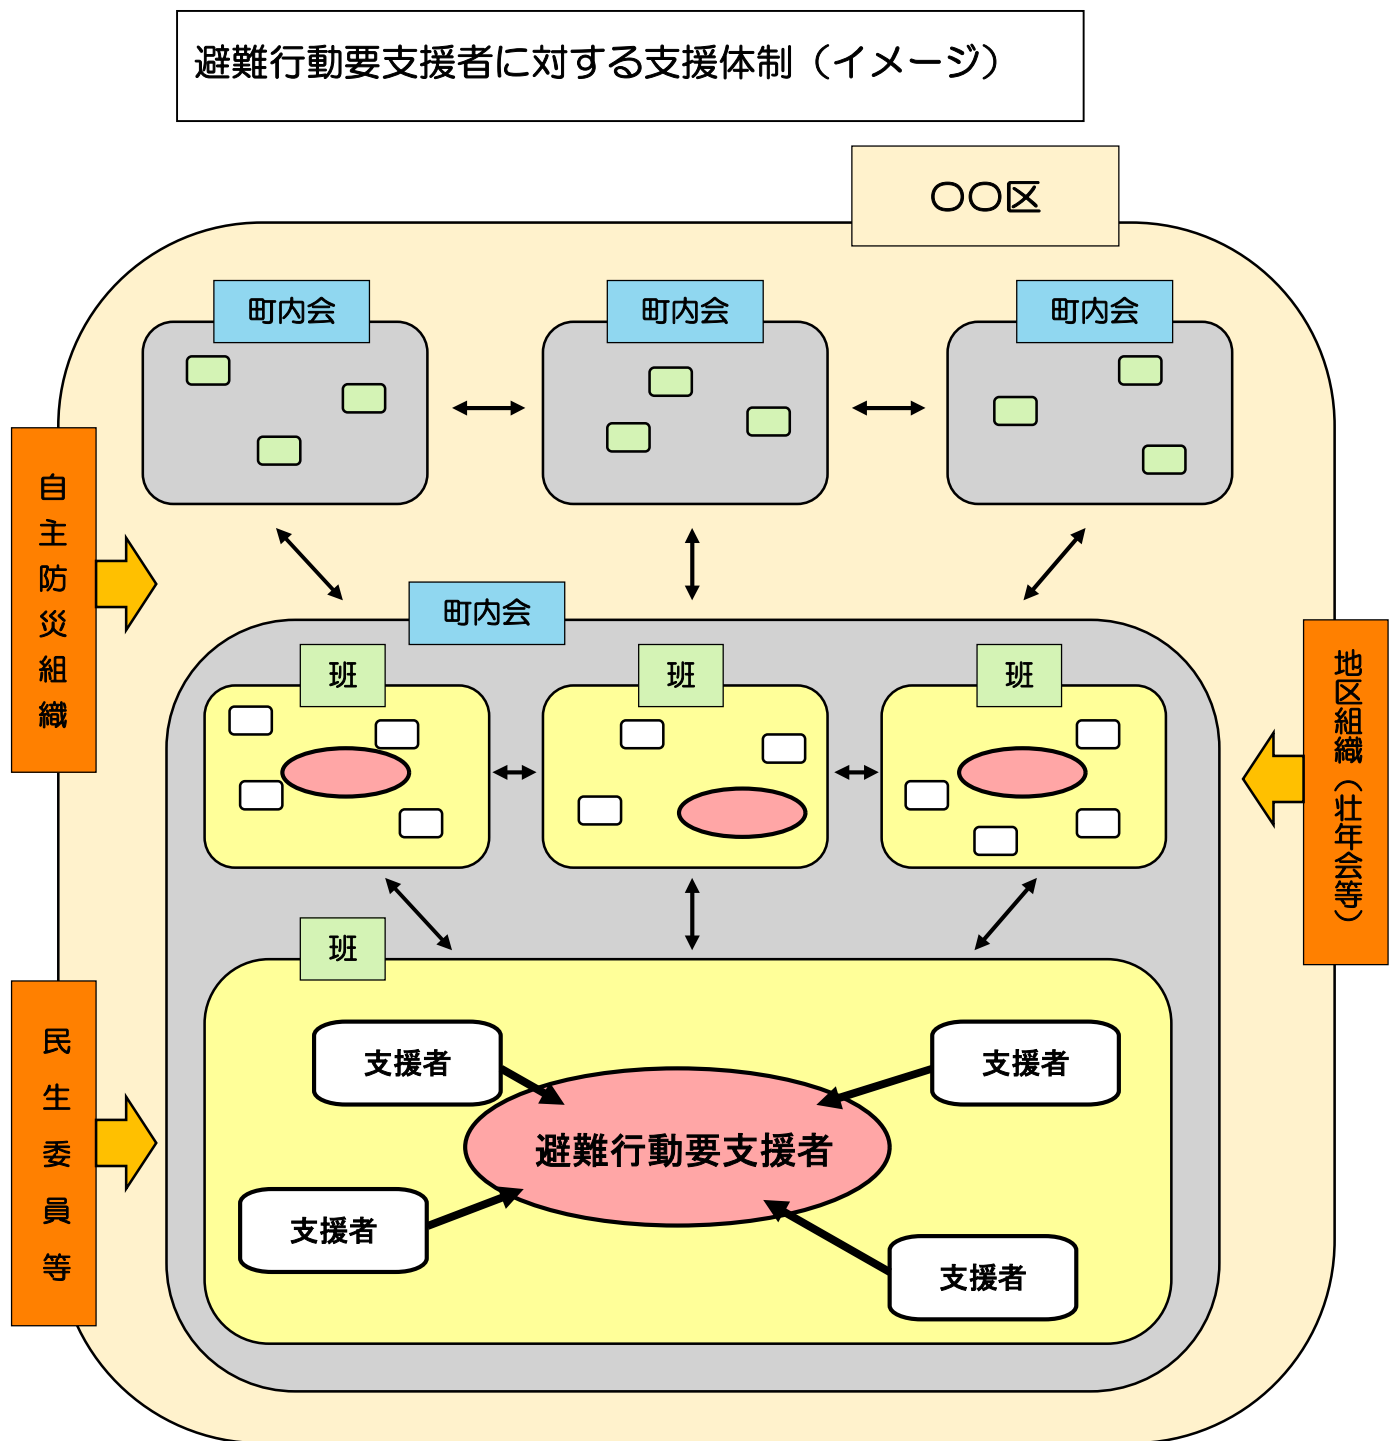 避難行動要支援者に対する支援体制（イメージ）
〇〇区
町内会
町内会
町内会
自主防災組織
町内会
班
班
班
地区組織（壮年会等）
班
民生委員等
支援者
支援者
避難行動要支援者
支援者
支援者